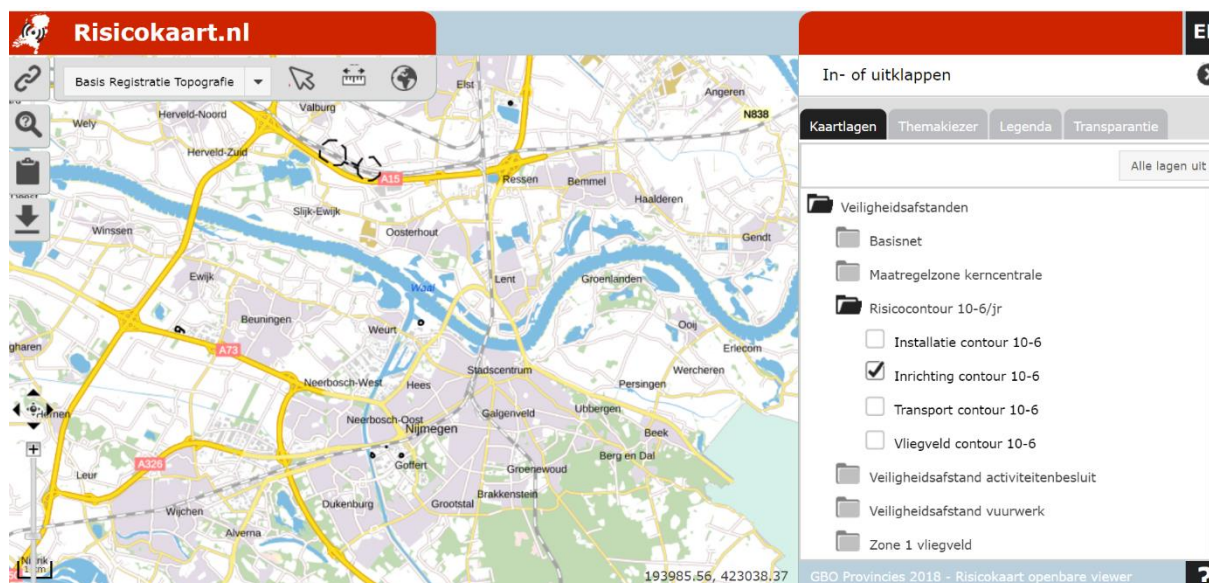 Risicokaart.nl
Basis Registratie Topografie
Elst
Angeren
N838
Valburg
Herveld-Noord
Wely
Herveld-Zuid
A15
Ressen
Bemmel
Haalderen
Slijk-Ewijk
Oosterhout
Winssen
Gendt
Ewijk
Lent
Groenlanden
Waal
Beuningen
Weurt
Ooij
A73
Erlecom
Wercheren
Stadscentrum
Persingen
Neerbosch-West
Hees
Galgenveld
Ubbergen
Neerbosch-Oost
Nijmegen
Beek
Berg en Dal
A326
Goffert
Groenewoud
Leur
Brakkenstein
Dukenburg
Grootstal
Wijchen
Alverna
1 km
193985.56, 423038.37
In- of uitklappen
Kaartlagen Themakiezer Legenda Transparantie
Alle lagen uit
Veiligheidsafstanden
Basisnet
Maatregelzone kerncentrale
Risicocontour 10-6/jr
Installatie contour 10-6
Inrichting contour 10-6
Transport contour 10-6
Vliegveld contour 10-6
Veiligheidsafstand activiteitenbesluit
Veiligheidsafstand vuurwerk
Zone 1 vliegveld
GBO Provincies 2018 - Risicokaart openbare viewer
?